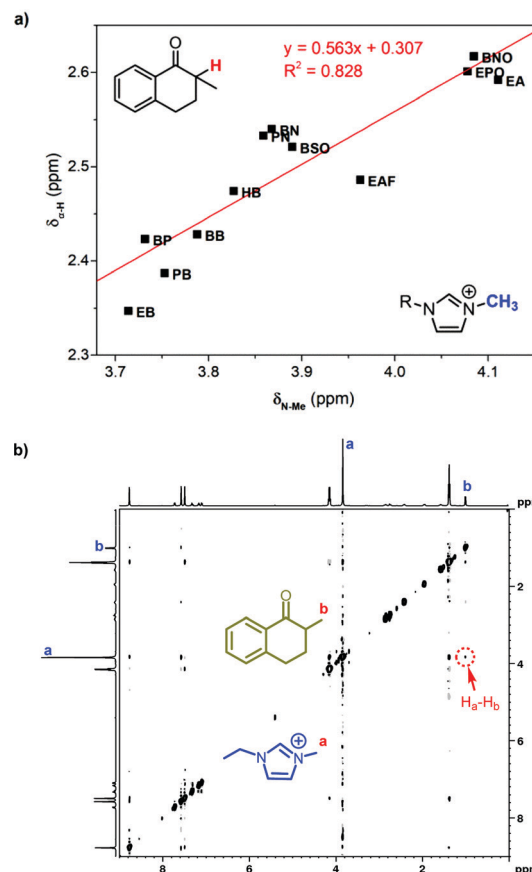 a)
O
H
y = 0.563x + 0.307
R² = 0.828
BNO
EPO
EA
BN
PN
BSO
EAF
HB
BP
BB
PB
EB
R
N
N
CH₃
2.6
2.5
2.4
2.3
δα-H (ppm)
3.7 3.8 3.9 4.0 4.1
δN-Me (ppm)
b)
a
b
ppm
b
a
O
b
N
N
a
Hₐ-H_b
2
4
6
8
8 6 4 2 ppm